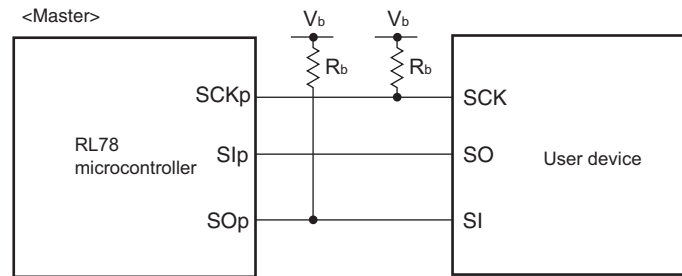 <Master>
Vb
Vb
Rb
Rb
SCKp
SCK
RL78
microcontroller
SIp
SO
User device
SOp
SI